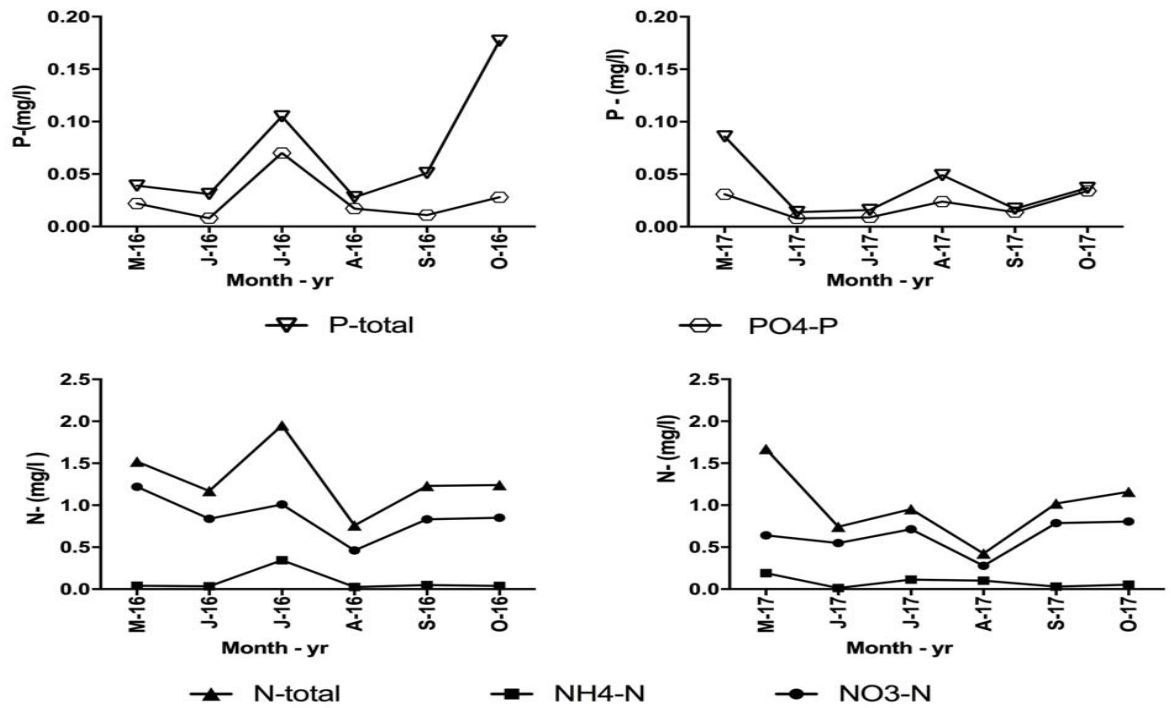 0.20
0.15
0.10
0.05
0.00
P-(mg/l)
M-16
J-16
J-16
A-16
S-16
O-16
Month - yr
0.20
0.15
0.10
0.05
0.00
P - (mg/l)
M-17
J-17
J-17
A-17
S-17
O-17
Month - yr
P-total
PO4-P
2.5
2.0
1.5
1.0
0.5
0.0
N- (mg/l )
M-16
J-16
J-16
A-16
S-16
O-16
Month - yr
2.5
2.0
1.5
1.0
0.5
0.0
N- (mg/l)
M-17
J-17
J-17
A-17
S-17
O-17
Month - yr
N-total
NH4-N
NO3-N